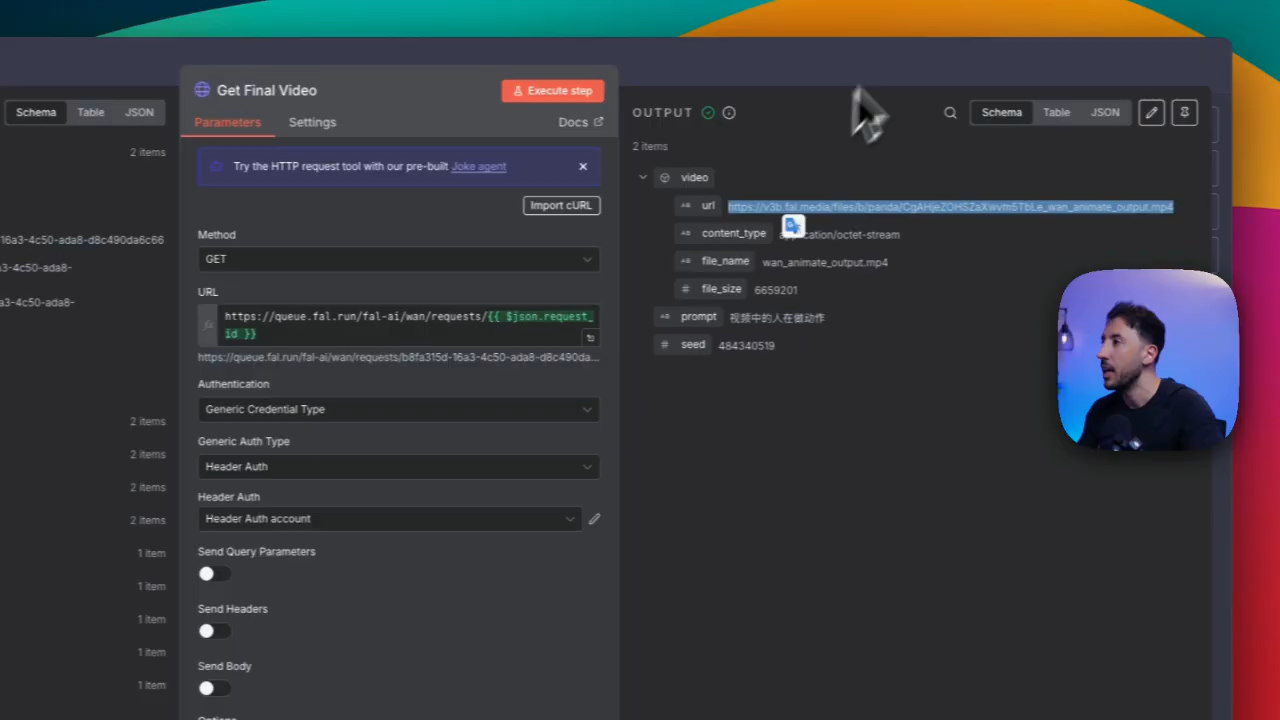 Schema Table JSON
2 items
16a3-4c50-ada8-d8c490da6c66
a3-4c50-ada8-
a3-4c50-ada8-
2 items
2 items
2 items
2 items
1 item
1 item
1 item
1 item
1 item
Get Final Video
Execute step
Parameters Settings
Docs
Try the HTTP request tool with our pre-built Joke agent
Import cURL
Method
GET
URL
fx
https://queue.fal.run/fal-ai/wan/requests/{{ $json.request_
id }}
https://queue.fal.run/fal-ai/wan/requests/b8fa315d-16a3-4c50-ada8-d8c490da...
Authentication
Generic Credential Type
Generic Auth Type
Header Auth
Header Auth
Header Auth account
Send Query Parameters
Send Headers
Send Body
Options
OUTPUT
Schema Table JSON
2 items
video
AB url https://v3b.fal.media/files/b/panda/CgAHjeZOHSZaXwvm5TbLe_wan_animate_output.mp4
AB content_type application/octet-stream
AB file_name wan_animate_output.mp4
# file_size 6659201
AB prompt 视频中的人在做动作
# seed 484340519